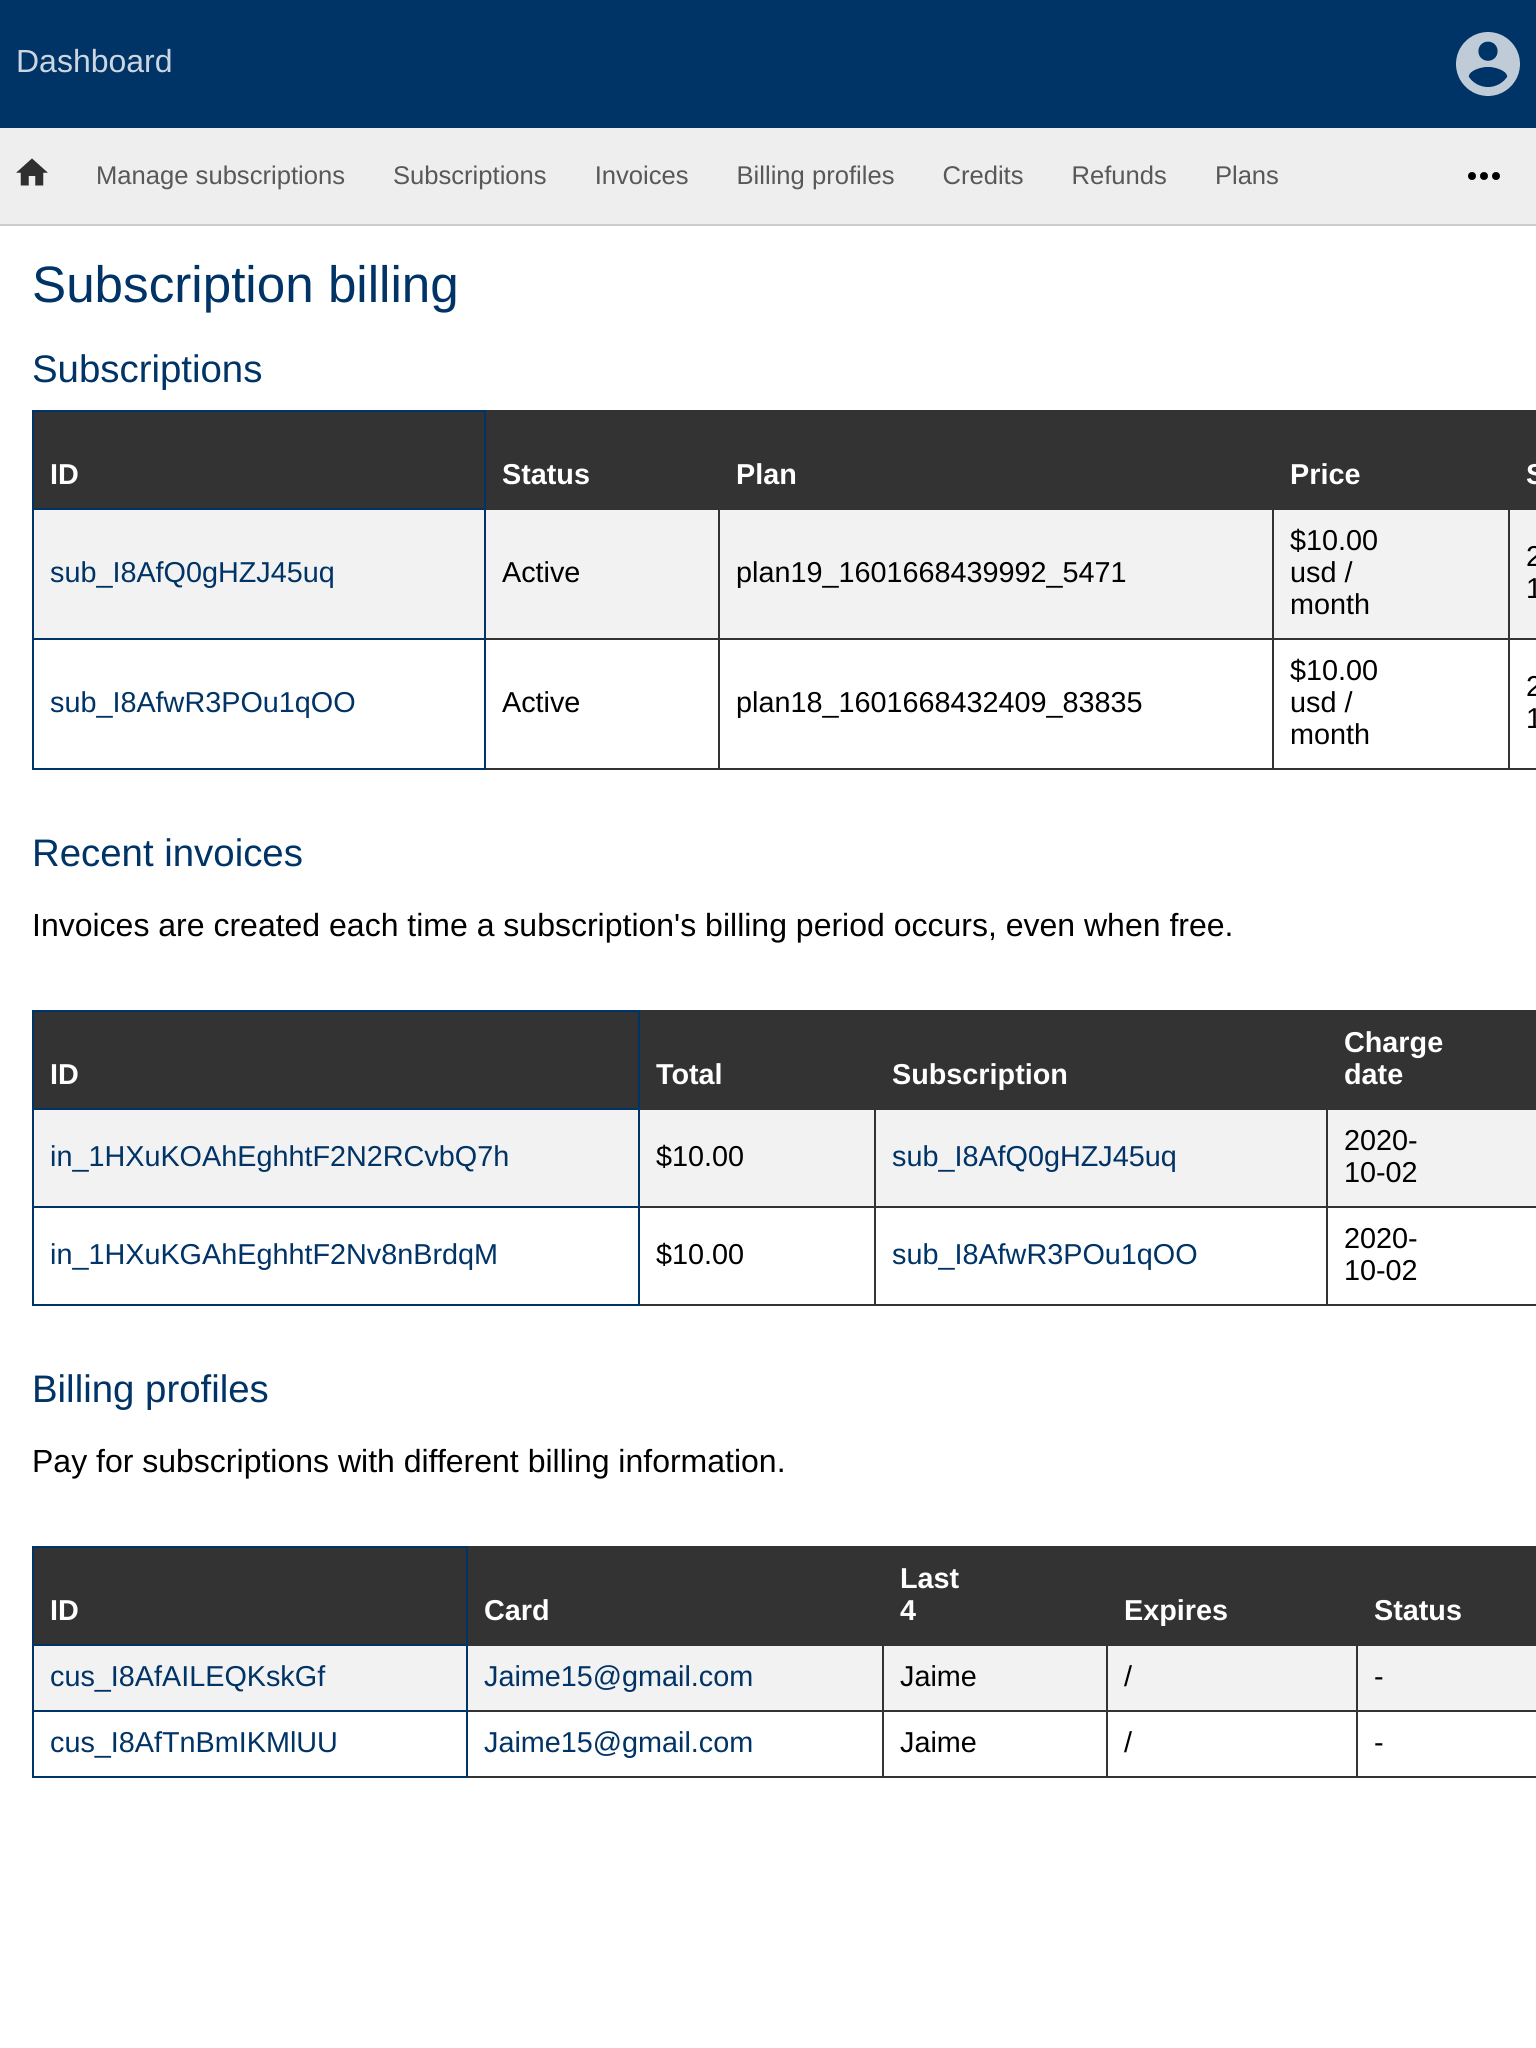 Dashboard
Manage subscriptions Subscriptions Invoices Billing profiles Credits Refunds Plans
Subscription billing
Subscriptions
ID Status Plan Price
sub_I8AfQ0gHZJ45uq Active plan19_1601668439992_5471 $10.00 usd / month
sub_I8AfwR3POu1qOO Active plan18_1601668432409_83835 $10.00 usd / month
Recent invoices
Invoices are created each time a subscription's billing period occurs, even when free.
ID Total Subscription Charge date
in_1HXuKOAhEghhtF2N2RCvbQ7h $10.00 sub_I8AfQ0gHZJ45uq 2020-10-02
in_1HXuKGAhEghhtF2Nv8nBrdqM $10.00 sub_I8AfwR3POu1qOO 2020-10-02
Billing profiles
Pay for subscriptions with different billing information.
ID Card Last 4 Expires Status
cus_I8AfAILEQKskGf Jaime15@gmail.com Jaime / -
cus_I8AfTnBmIKMlUU Jaime15@gmail.com Jaime / -